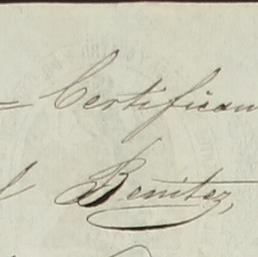 = Certifican
l Benitez,